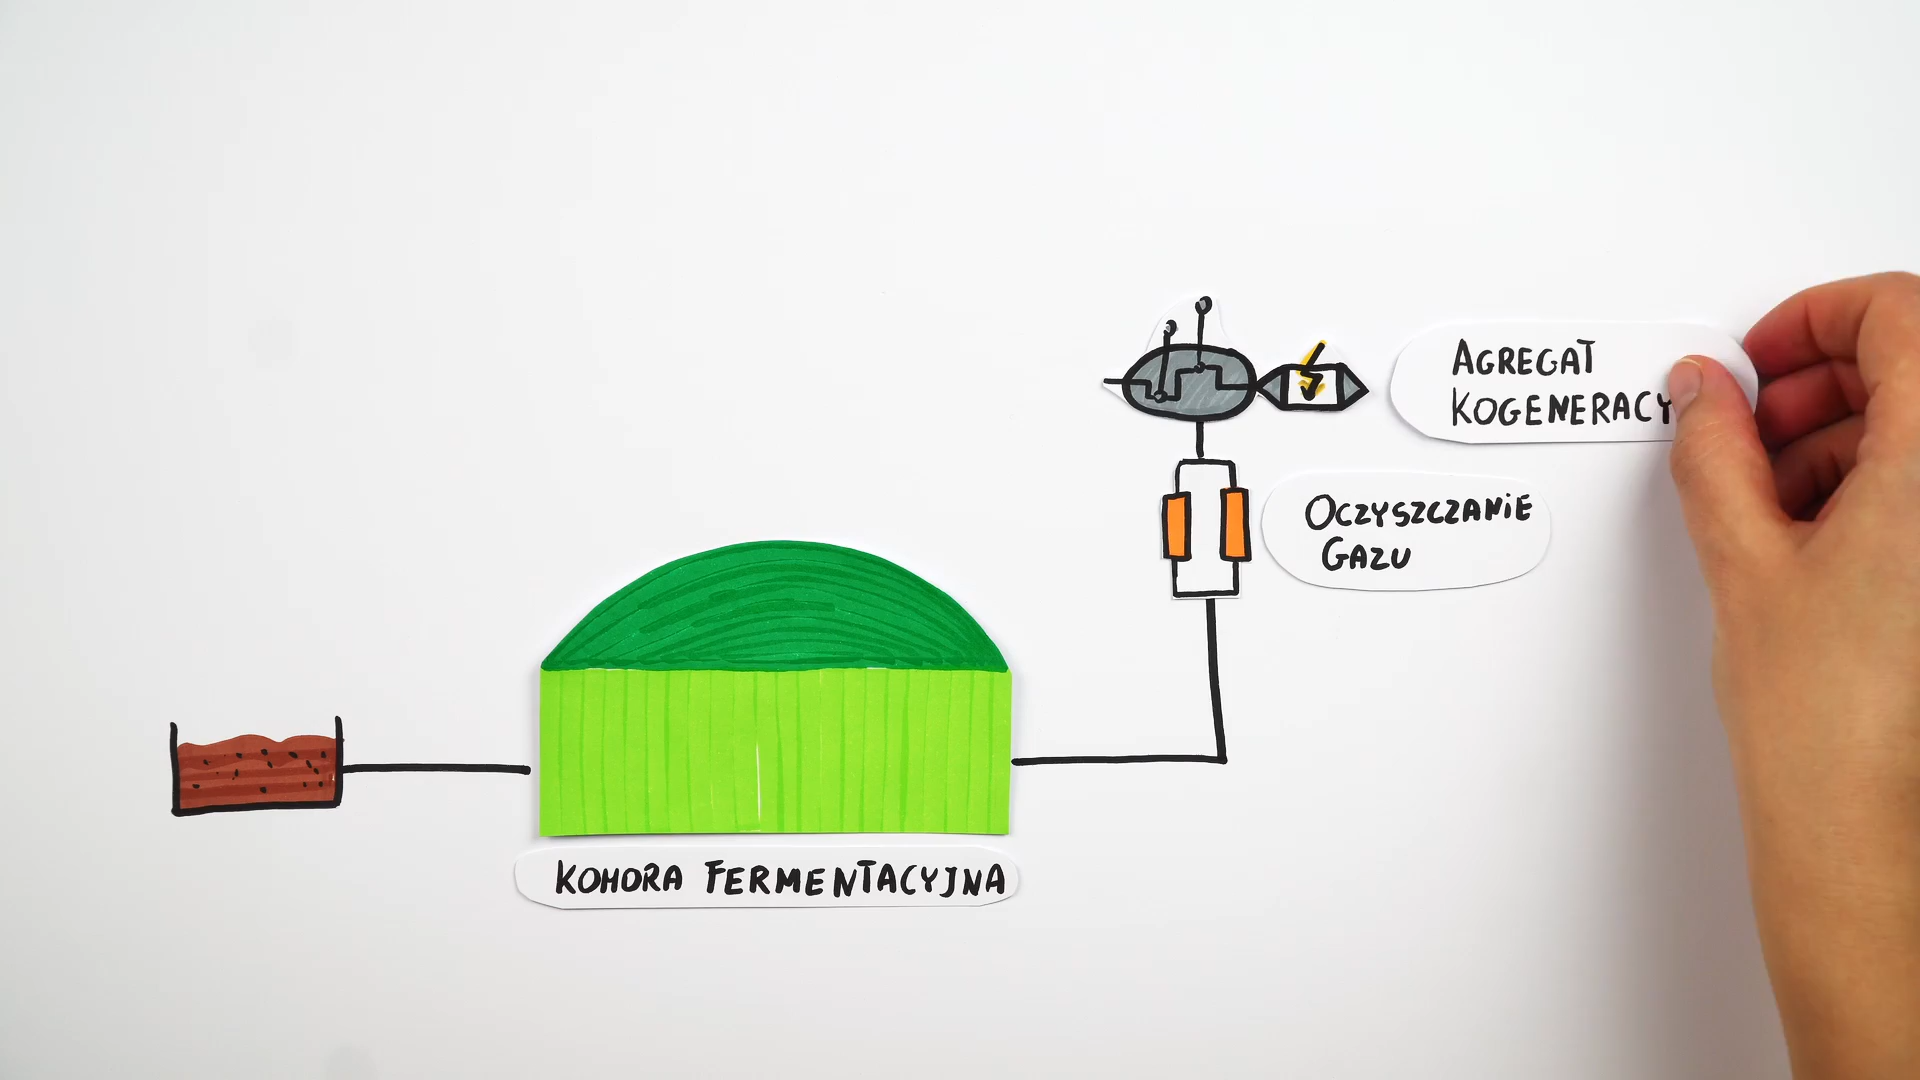 AGREGAT
KOGENERACY
OCZYSZCZANIE
GAZU
KOMORA FERMENTACYJNA